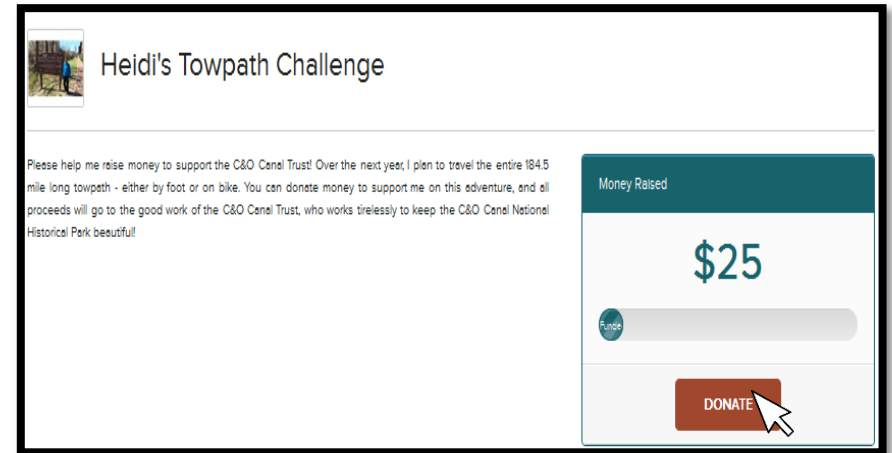 Heidi's Towpath Challenge
Please help me raise money to support the C&O Canal Trust! Over the next year, I plan to travel the entire 184.5
mile long towpath - either by foot or on bike. You can donate money to support me on this adventure, and all
proceeds will go to the good work of the C&O Canal Trust, who works tirelessly to keep the C&O Canal National
Historical Park beautiful!
Money Raised
$25
DONATE